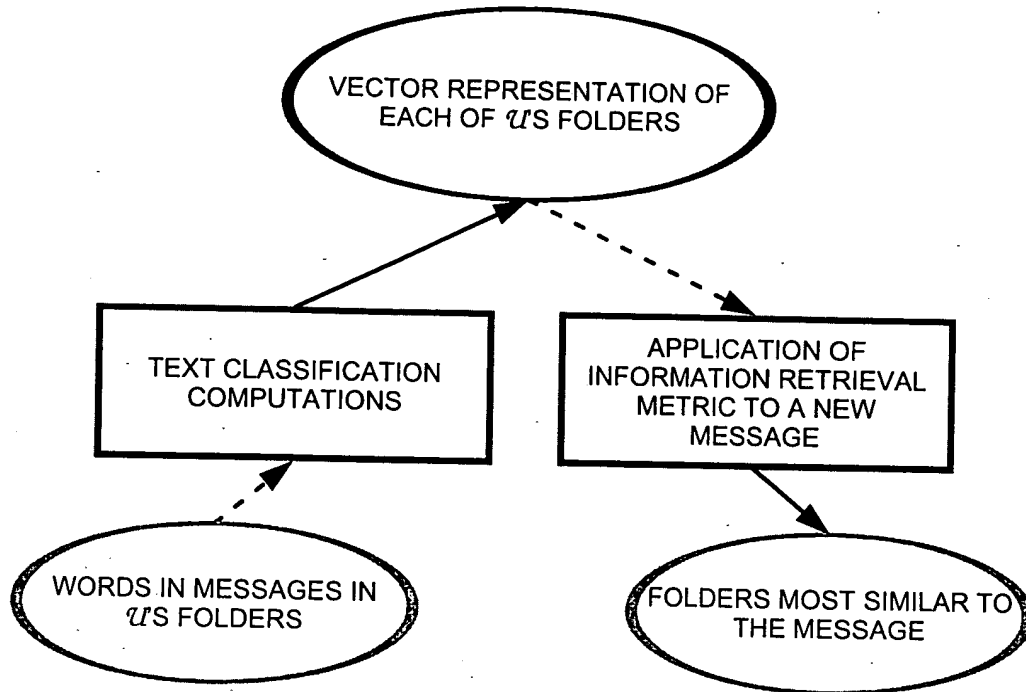 VECTOR REPRESENTATION OF
EACH OF 𝒰'S FOLDERS
TEXT CLASSIFICATION
COMPUTATIONS
APPLICATION OF
INFORMATION RETRIEVAL
METRIC TO A NEW
MESSAGE
WORDS IN MESSAGES IN
𝒰'S FOLDERS
FOLDERS MOST SIMILAR TO
THE MESSAGE